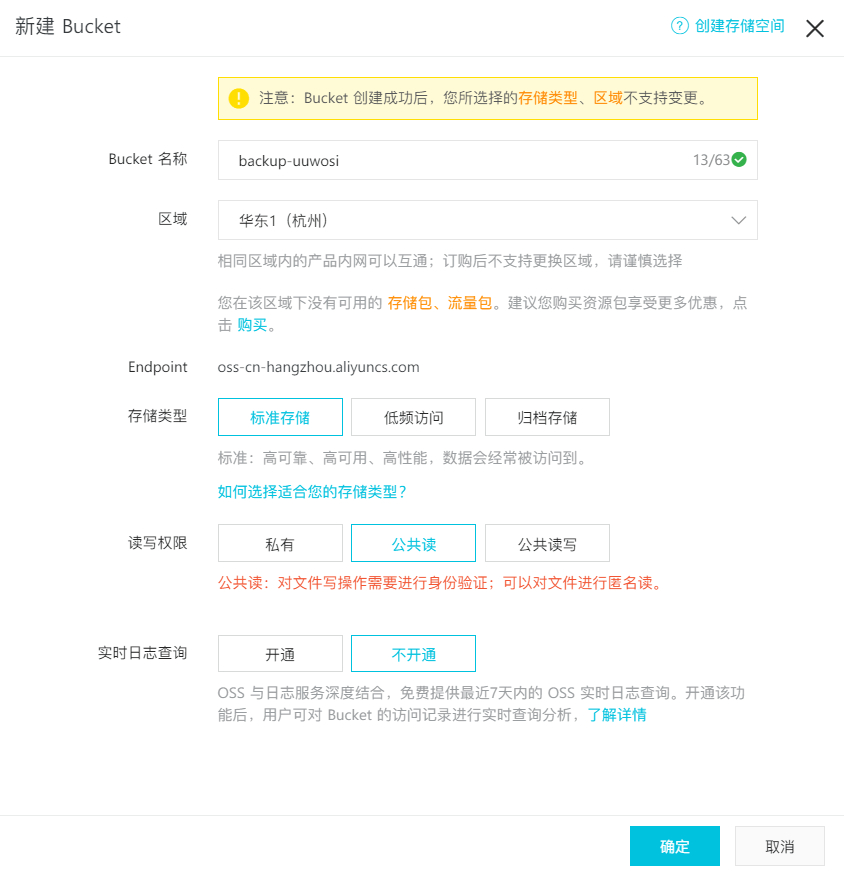 新建 Bucket
? 创建存储空间
! 注意：Bucket 创建成功后，您所选择的存储类型、区域不支持变更。
Bucket 名称
backup-uuwosi
13/63
区域
华东1（杭州）
相同区域内的产品内网可以互通；订购后不支持更换区域，请谨慎选择
您在该区域下没有可用的 存储包、流量包。建议您购买资源包享受更多优惠，点
击 购买。
Endpoint
oss-cn-hangzhou.aliyuncs.com
存储类型
标准存储
低频访问
归档存储
标准：高可靠、高可用、高性能，数据会经常被访问到。
如何选择适合您的存储类型？
读写权限
私有
公共读
公共读写
公共读：对文件写操作需要进行身份验证；可以对文件进行匿名读。
实时日志查询
开通
不开通
OSS 与日志服务深度结合，免费提供最近7天内的 OSS 实时日志查询。开通该功
能后，用户可对 Bucket 的访问记录进行实时查询分析，了解详情
确定
取消